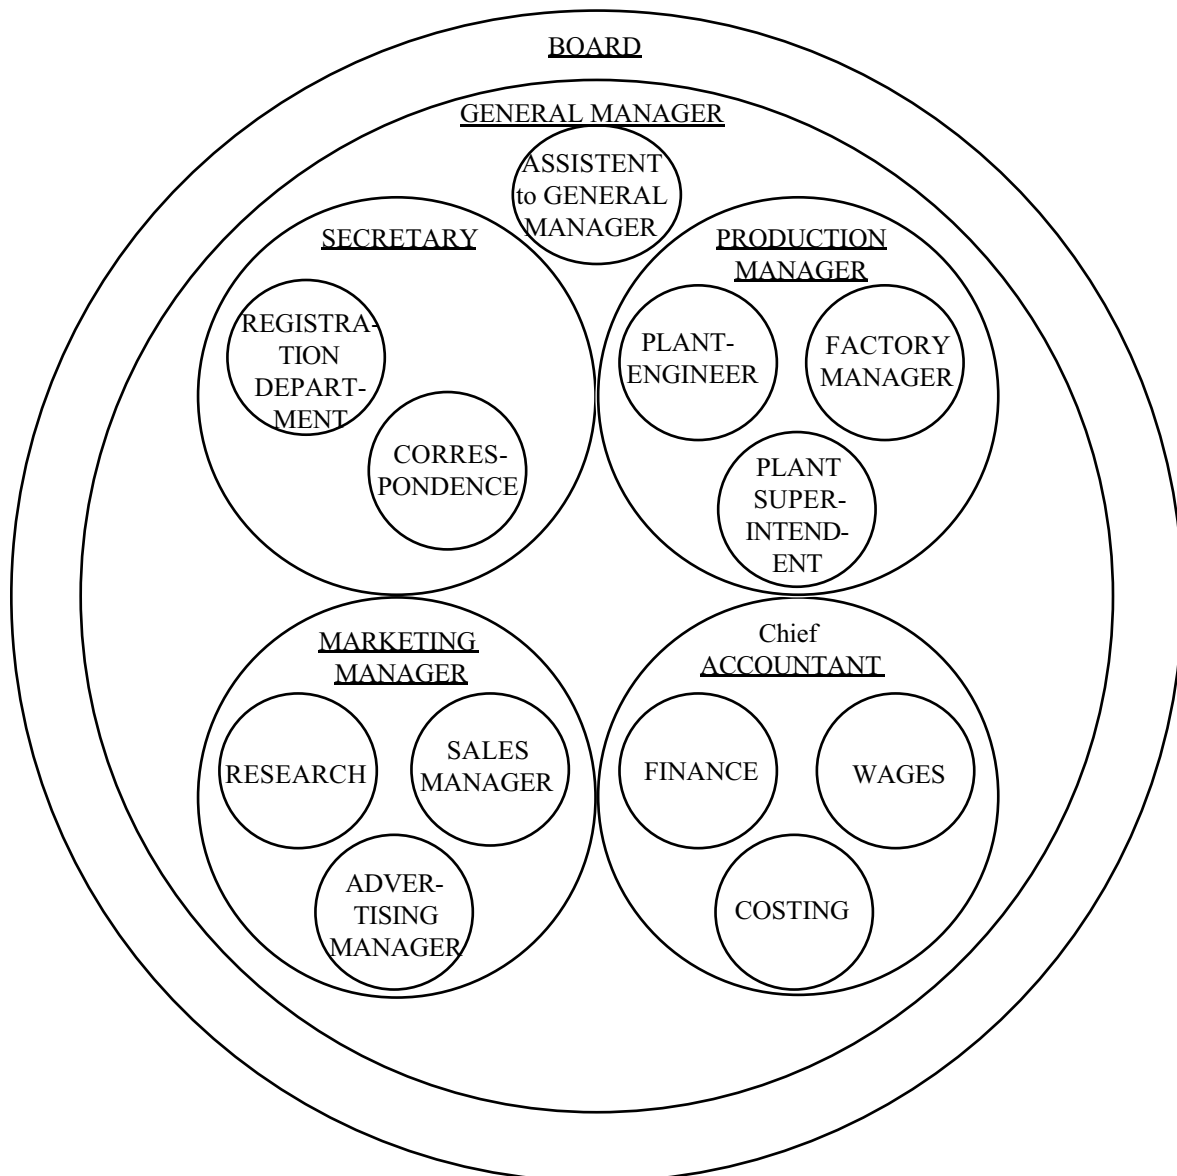 BOARD
GENERAL MANAGER
ASSISTENT
to GENERAL
MANAGER
SECRETARY
REGISTRA-
TION
DEPART-
MENT
CORRES-
PONDENCE
PRODUCTION
MANAGER
PLANT-
ENGINEER
FACTORY
MANAGER
PLANT
SUPER-
INTEND-
ENT
MARKETING
MANAGER
RESEARCH
SALES
MANAGER
ADVER-
TISING
MANAGER
Chief
ACCOUNTANT
FINANCE
WAGES
COSTING